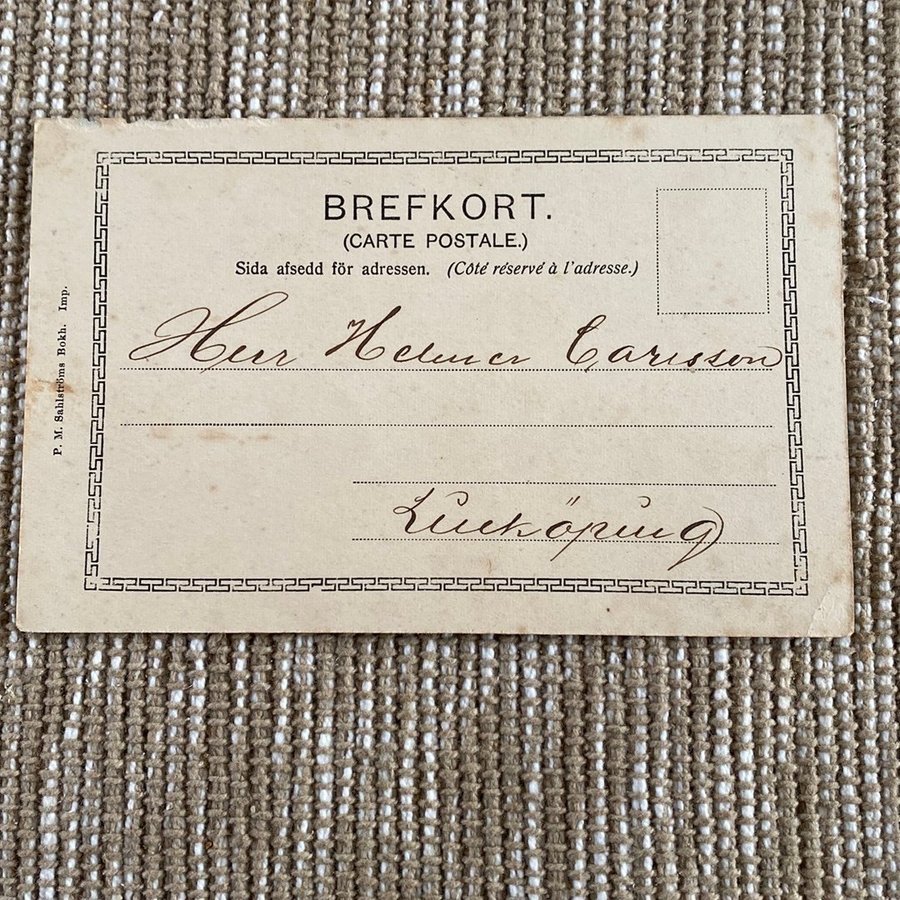 BREFKORT.
(CARTE POSTALE.)
Sida afsedd för adressen. (Côté réservé à l'adresse.)
Herr Helmer Carlsson
Linköping
P. M. Sahlströms Bokh. Imp.